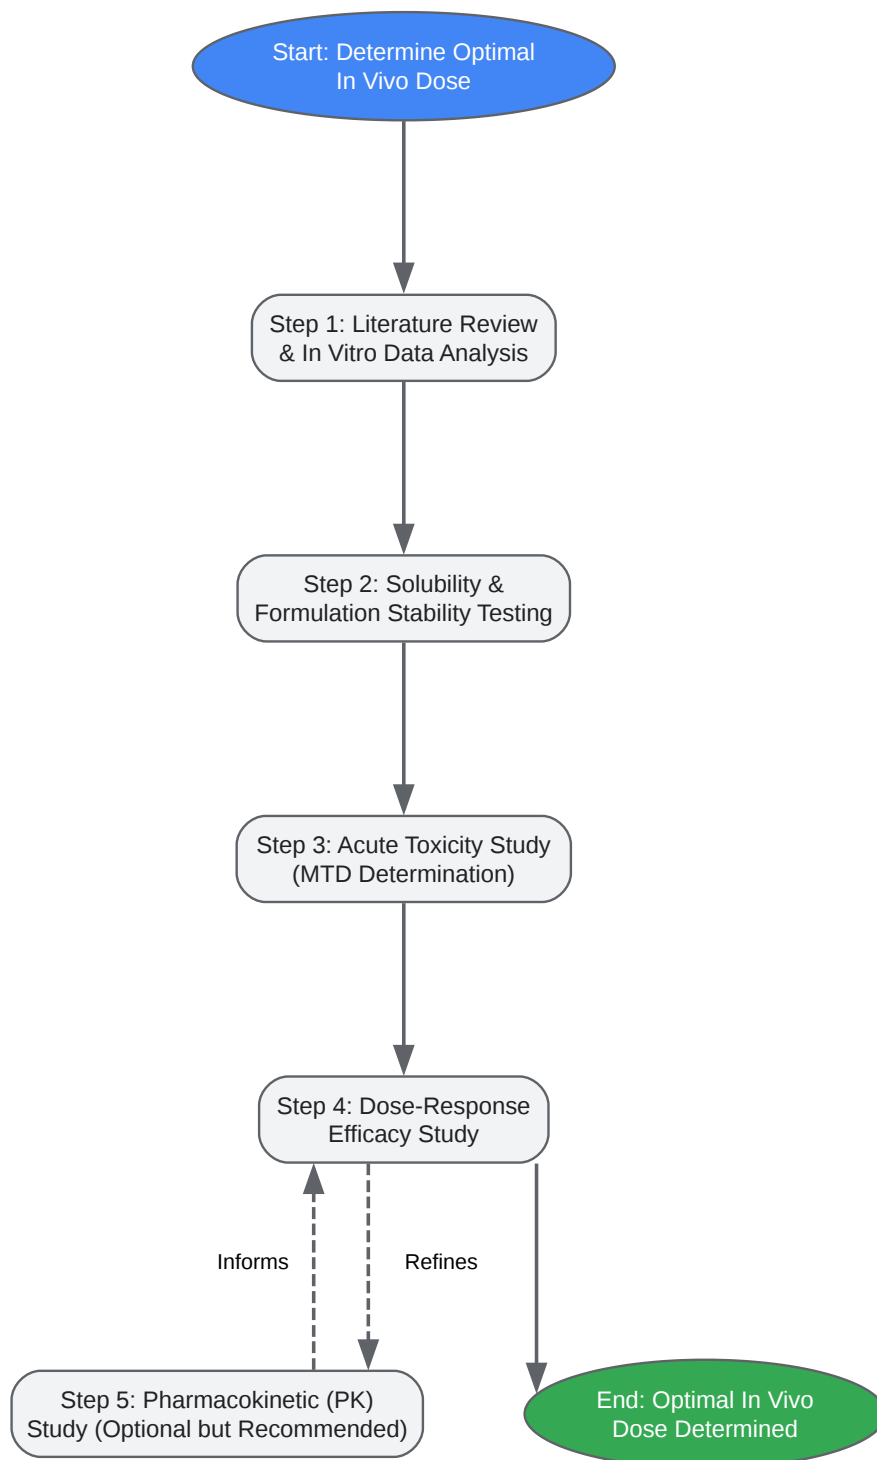 Start: Determine Optimal
In Vivo Dose
Step 1: Literature Review
& In Vitro Data Analysis
Step 2: Solubility &
Formulation Stability Testing
Step 3: Acute Toxicity Study
(MTD Determination)
Step 4: Dose-Response
Efficacy Study
Informs
Refines
Step 5: Pharmacokinetic (PK)
Study (Optional but Recommended)
End: Optimal In Vivo
Dose Determined